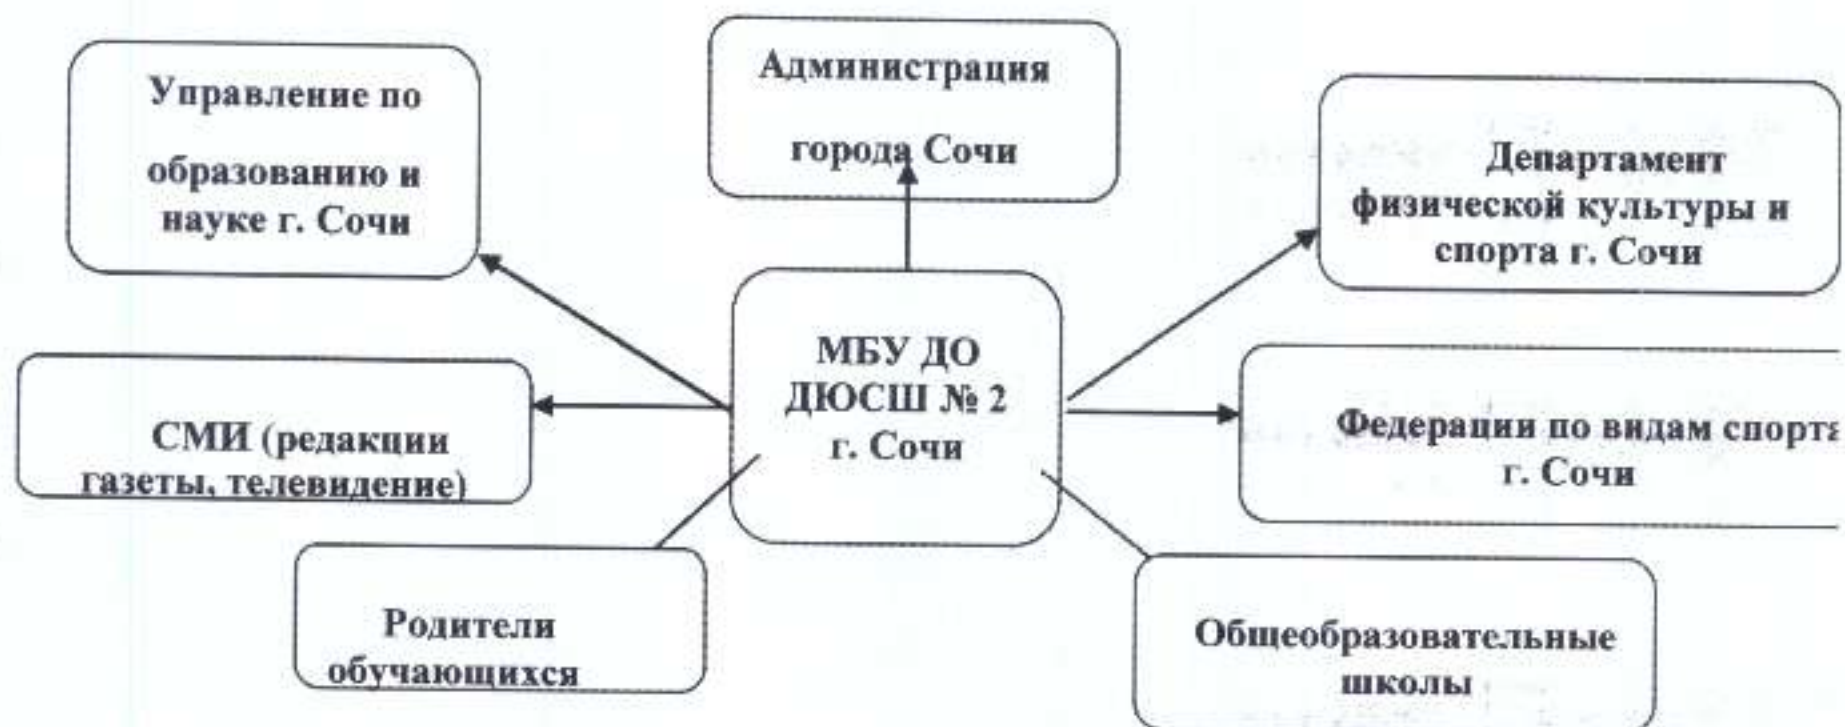 Управление по
образованию и
науке г. Сочи
Администрация
города Сочи
Департамент
физической культуры и
спорта г. Сочи
МБУ ДО
ДЮСШ № 2
г. Сочи
СМИ (редакции
газеты, телевидение)
Федерации по видам спорта
г. Сочи
Родители
обучающихся
Общеобразовательные
школы